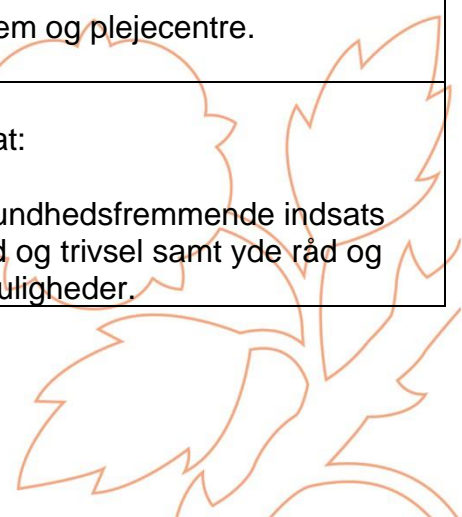 em og plejecentre.
at:
undhedsfremmende indsats
d og trivsel samt yde råd og
uligheder.